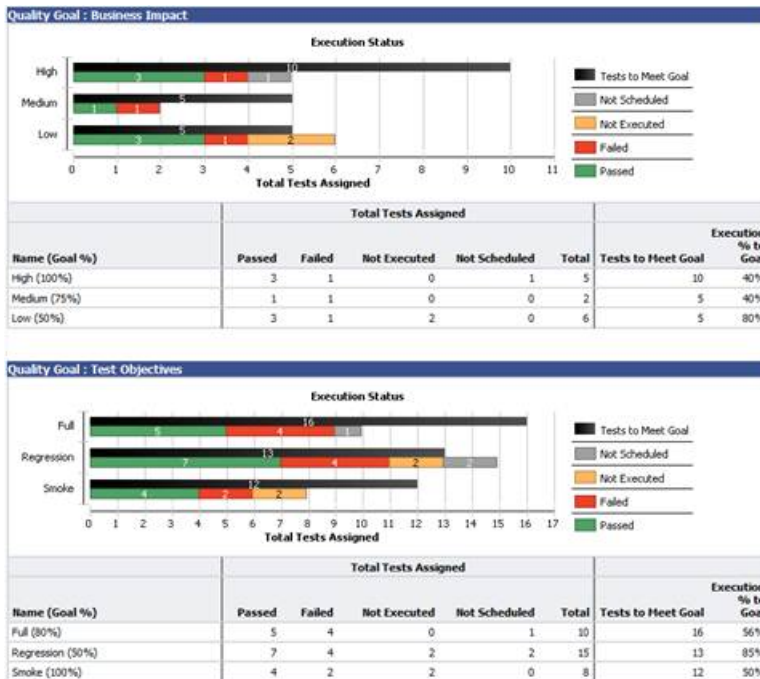 Quality Goal : Business Impact
Execution Status
High 10
3 1 1
Medium 5
1 1
Low 5
3 1 2
0 1 2 3 4 5 6 7 8 9 10 11
Total Tests Assigned
Tests to Meet Goal
Not Scheduled
Not Executed
Failed
Passed
Total Tests Assigned
Execution
% to
Name (Goal %) Passed Failed Not Executed Not Scheduled Total Tests to Meet Goal Goa
High (100%) 3 1 0 1 5 10 40%
Medium (75%) 1 1 0 0 2 5 40%
Low (50%) 3 1 2 0 6 5 80%
Quality Goal : Test Objectives
Execution Status
Full 16
5 4 1
Regression 13
7 4 2 2
Smoke 12
4 2 2
0 1 2 3 4 5 6 7 8 9 10 11 12 13 14 15 16 17
Total Tests Assigned
Tests to Meet Goal
Not Scheduled
Not Executed
Failed
Passed
Total Tests Assigned
Execution
% to
Name (Goal %) Passed Failed Not Executed Not Scheduled Total Tests to Meet Goal Goa
Full (80%) 5 4 0 1 10 16 56%
Regression (50%) 7 4 2 2 15 13 85%
Smoke (100%) 4 2 2 0 8 12 50%